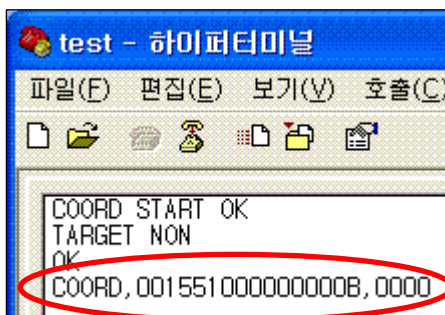 test - 하이퍼터미널
파일(F) 편집(E) 보기(V) 호출(C)
COORD START OK
TARGET NON
OK
COORD,001551000000000B,0000